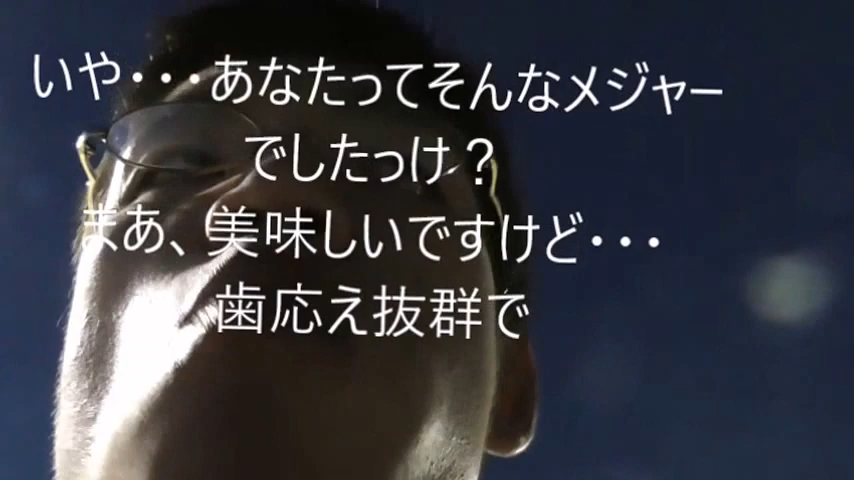 いや・・・あなたってそんなメジャー
でしたっけ？
まあ、美味しいですけど・・・
歯応え抜群で